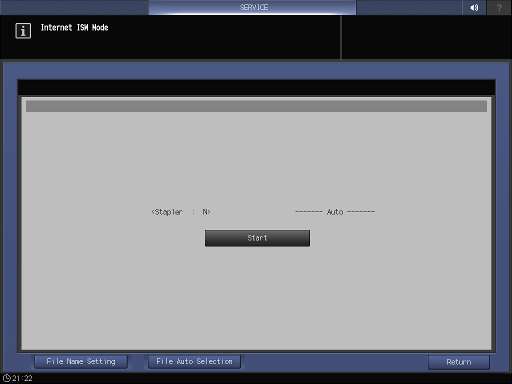 SERVICE
?
Internet ISW Mode
<Stapler : N> ------- Auto -------
Start
File Name Setting File Auto Selection Return
21:22